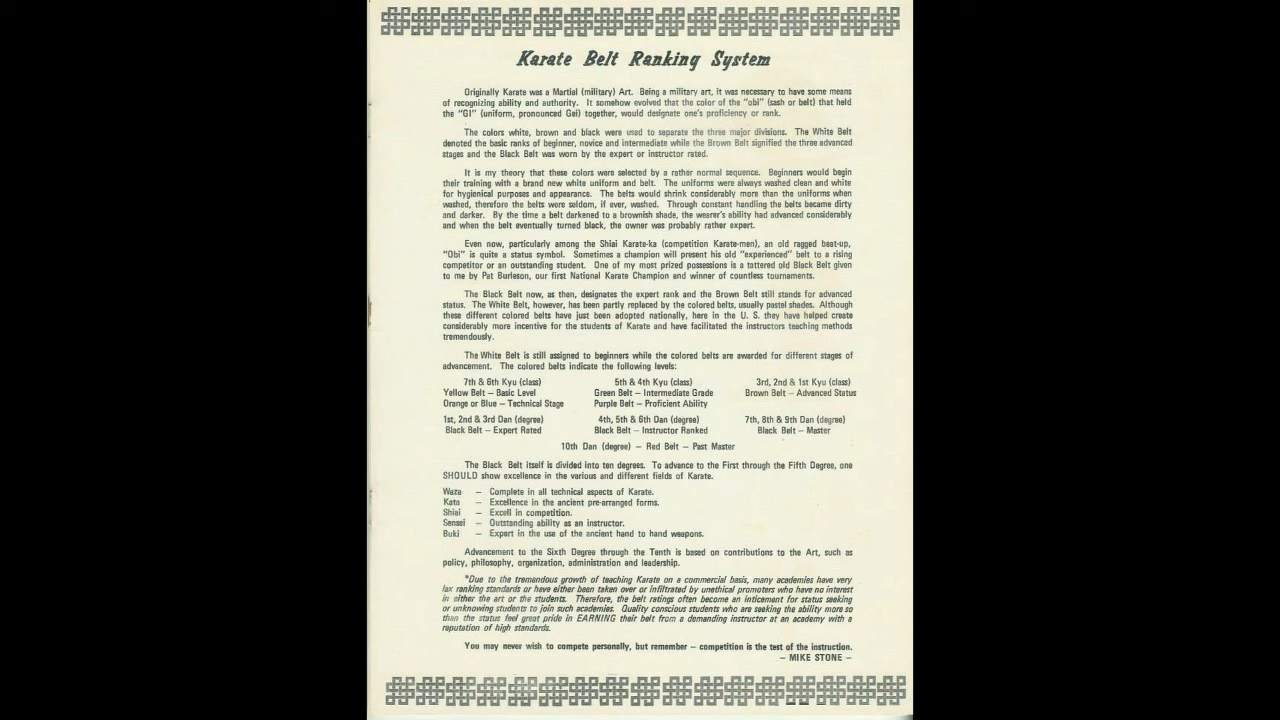 Karate Belt Ranking System
Originally Karate was a Martial (military) Art. Being a military art, it was necessary to have some means
of recognizing ability and authority. It somehow evolved that the color of the "obi" (sash or belt) that held
the "GI" (uniform, pronounced Gei) together, would designate one's proficiency or rank.
The colors white, brown and black were used to separate the three major divisions. The White Belt
denoted the basic ranks of beginner, novice and intermediate while the Brown Belt signified the three advanced
stages and the Black Belt was worn by the expert or instructor rated.
It is my theory that these colors were selected by a rather normal sequence. Beginners would begin
their training with a brand new white uniform and belt. The uniforms were always washed clean and white
for hygienical purposes and appearance. The belts would shrink considerably more than the uniforms when
washed, therefore the belts were seldom, if ever, washed. Through constant handling the belts became dirty
and darker. By the time a belt darkened to a brownish shade, the wearer's ability had advanced considerably
and when the belt eventually turned black, the owner was probably rather expert.
Even now, particularly among the Shiai Karate-ka (competition Karate-men), an old ragged beat-up,
"Obi" is quite a status symbol. Sometimes a champion will present his old "experienced" belt to a rising
competitor or an outstanding student. One of my most prized possessions is a tattered old Black Belt given
to me by Pat Burleson, our first National Karate Champion and winner of countless tournaments.
The Black Belt now, as then, designates the expert rank and the Brown Belt still stands for advanced
status. The White Belt, however, has been partly replaced by the colored belts, usually pastel shades. Although
these different colored belts have just been adopted nationally, here in the U. S. they have helped create
considerably more incentive for the students of Karate and have facilitated the instructors teaching methods
tremendously.
The White Belt is still assigned to beginners while the colored belts are awarded for different stages of
advancement. The colored belts indicate the following levels:
7th & 6th Kyu (class) 5th & 4th Kyu (class) 3rd, 2nd & 1st Kyu (class)
Yellow Belt – Basic Level Green Belt – Intermediate Grade Brown Belt – Advanced Status
Orange or Blue – Technical Stage Purple Belt – Proficient Ability
1st, 2nd & 3rd Dan (degree) 4th, 5th & 6th Dan (degree) 7th, 8th & 9th Dan (degree)
Black Belt – Expert Rated Black Belt – Instructor Ranked Black Belt – Master
10th Dan (degree) – Red Belt – Past Master
The Black Belt itself is divided into ten degrees. To advance to the First through the Fifth Degree, one
SHOULD show excellence in the various and different fields of Karate.
Waza – Complete in all technical aspects of Karate.
Kata – Excellence in the ancient pre-arranged forms.
Shiai – Excell in competition.
Sensei – Outstanding ability as an instructor.
Buki – Expert in the use of the ancient hand to hand weapons.
Advancement to the Sixth Degree through the Tenth is based on contributions to the Art, such as
policy, philosophy, organization, administration and leadership.
*Due to the tremandous growth of teaching Karate on a commercial basis, many academies have very
lax ranking standards or have either been taken over or infiltrated by unethical promoters who have no interest
in either the art or the students. Therefore, the belt ratings often become an inticement for status seeking
or unknowing students to join such academies. Quality conscious students who are seeking the ability more so
than the status feel great pride in EARNING their belt from a demanding instructor at an academy with a
reputation of high standards.
You may never wish to compete personally, but remember – competition is the test of the instruction.
– MIKE STONE –